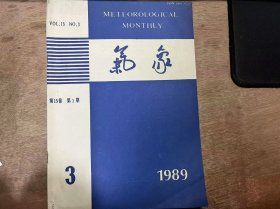 VOL.15 NO.3
METEOROLOGICAL
MONTHLY
氣象
第15卷 第3期
3
1989